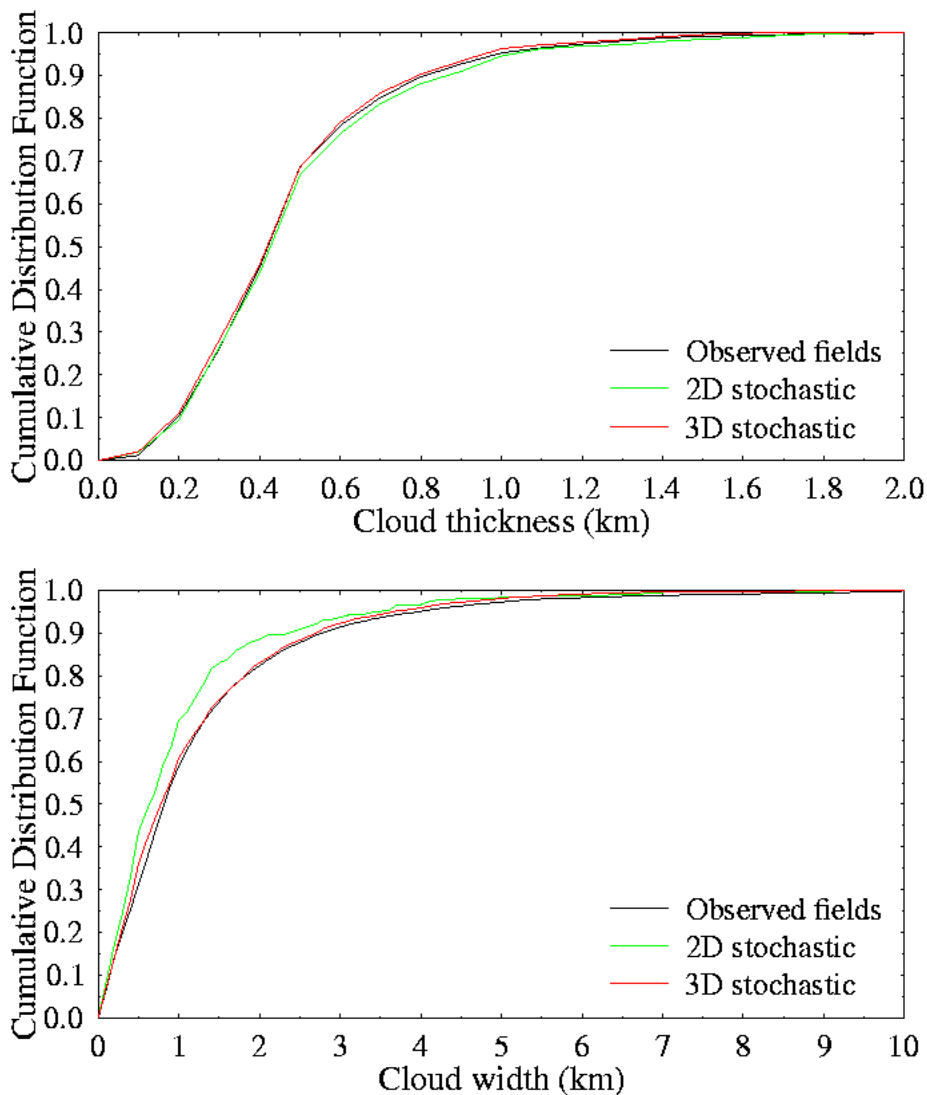 Cumulative Distribution Function
1.0
0.9
0.8
0.7
0.6
0.5
0.4
0.3
0.2
0.1
0.0
Observed fields
2D stochastic
3D stochastic
0.0 0.2 0.4 0.6 0.8 1.0 1.2 1.4 1.6 1.8 2.0
Cloud thickness (km)
Cumulative Distribution Function
1.0
0.9
0.8
0.7
0.6
0.5
0.4
0.3
0.2
0.1
0.0
Observed fields
2D stochastic
3D stochastic
0 1 2 3 4 5 6 7 8 9 10
Cloud width (km)